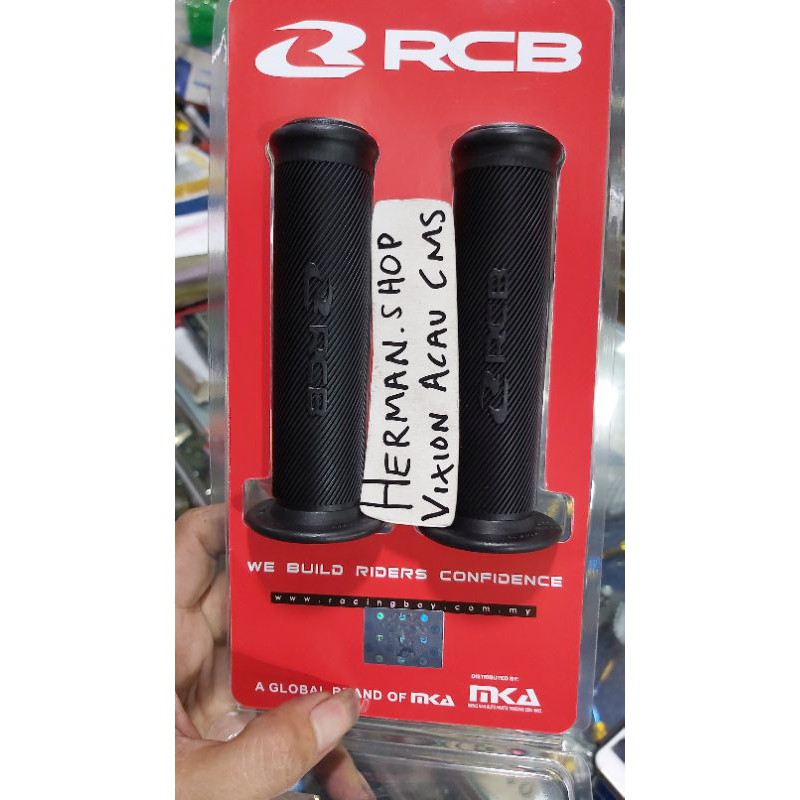 RCB
RCB
RCB
HERMAN.SHOP
VIXION ACAU CMS
WE BUILD RIDERS CONFIDENCE
www.racingboy.com.my
A GLOBAL BRAND OF MKA
DISTRIBUTED BY:
MKA